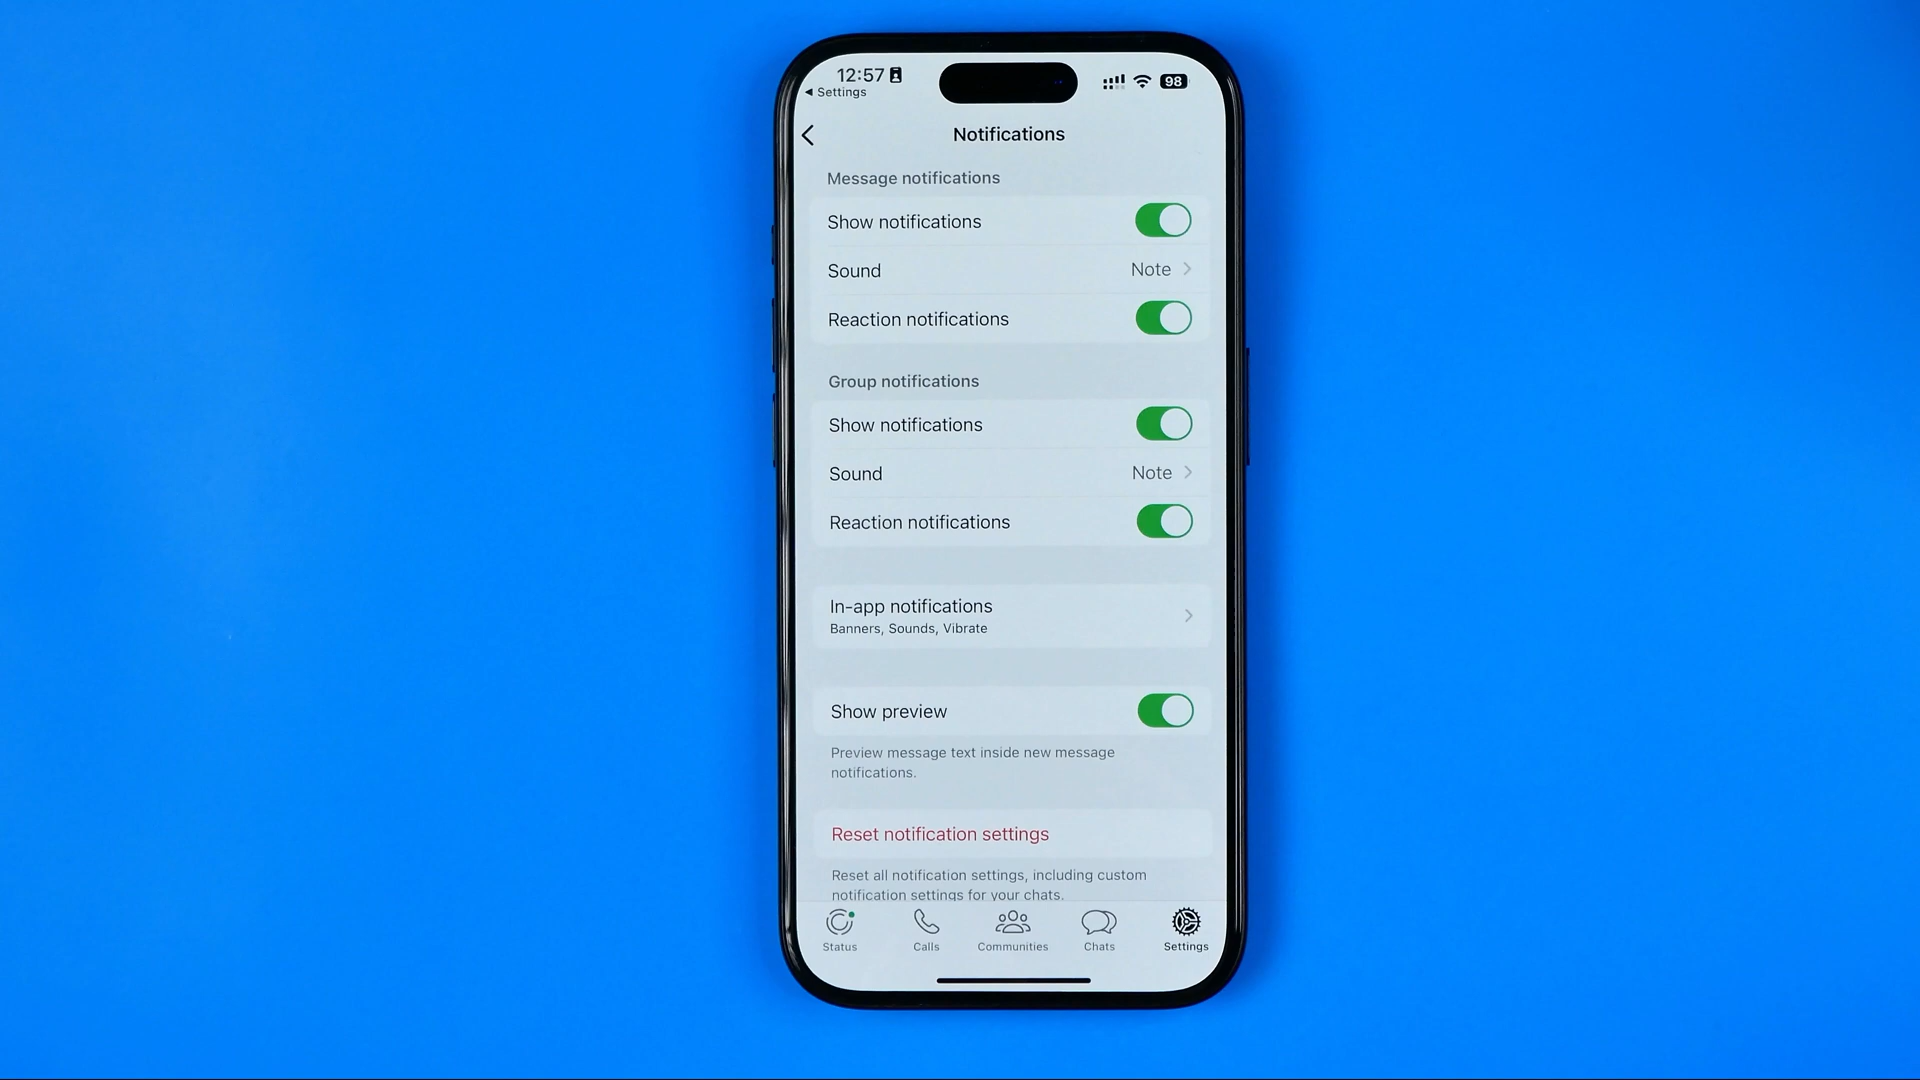 12:57
98
Settings
Notifications
Message notifications
Show notifications
Sound
Note
Reaction notifications
Group notifications
Show notifications
Sound
Note
Reaction notifications
In-app notifications
Banners, Sounds, Vibrate
Show preview
Preview message text inside new message
notifications.
Reset notification settings
Reset all notification settings, including custom
notification settings for your chats.
Status
Calls
Communities
Chats
Settings